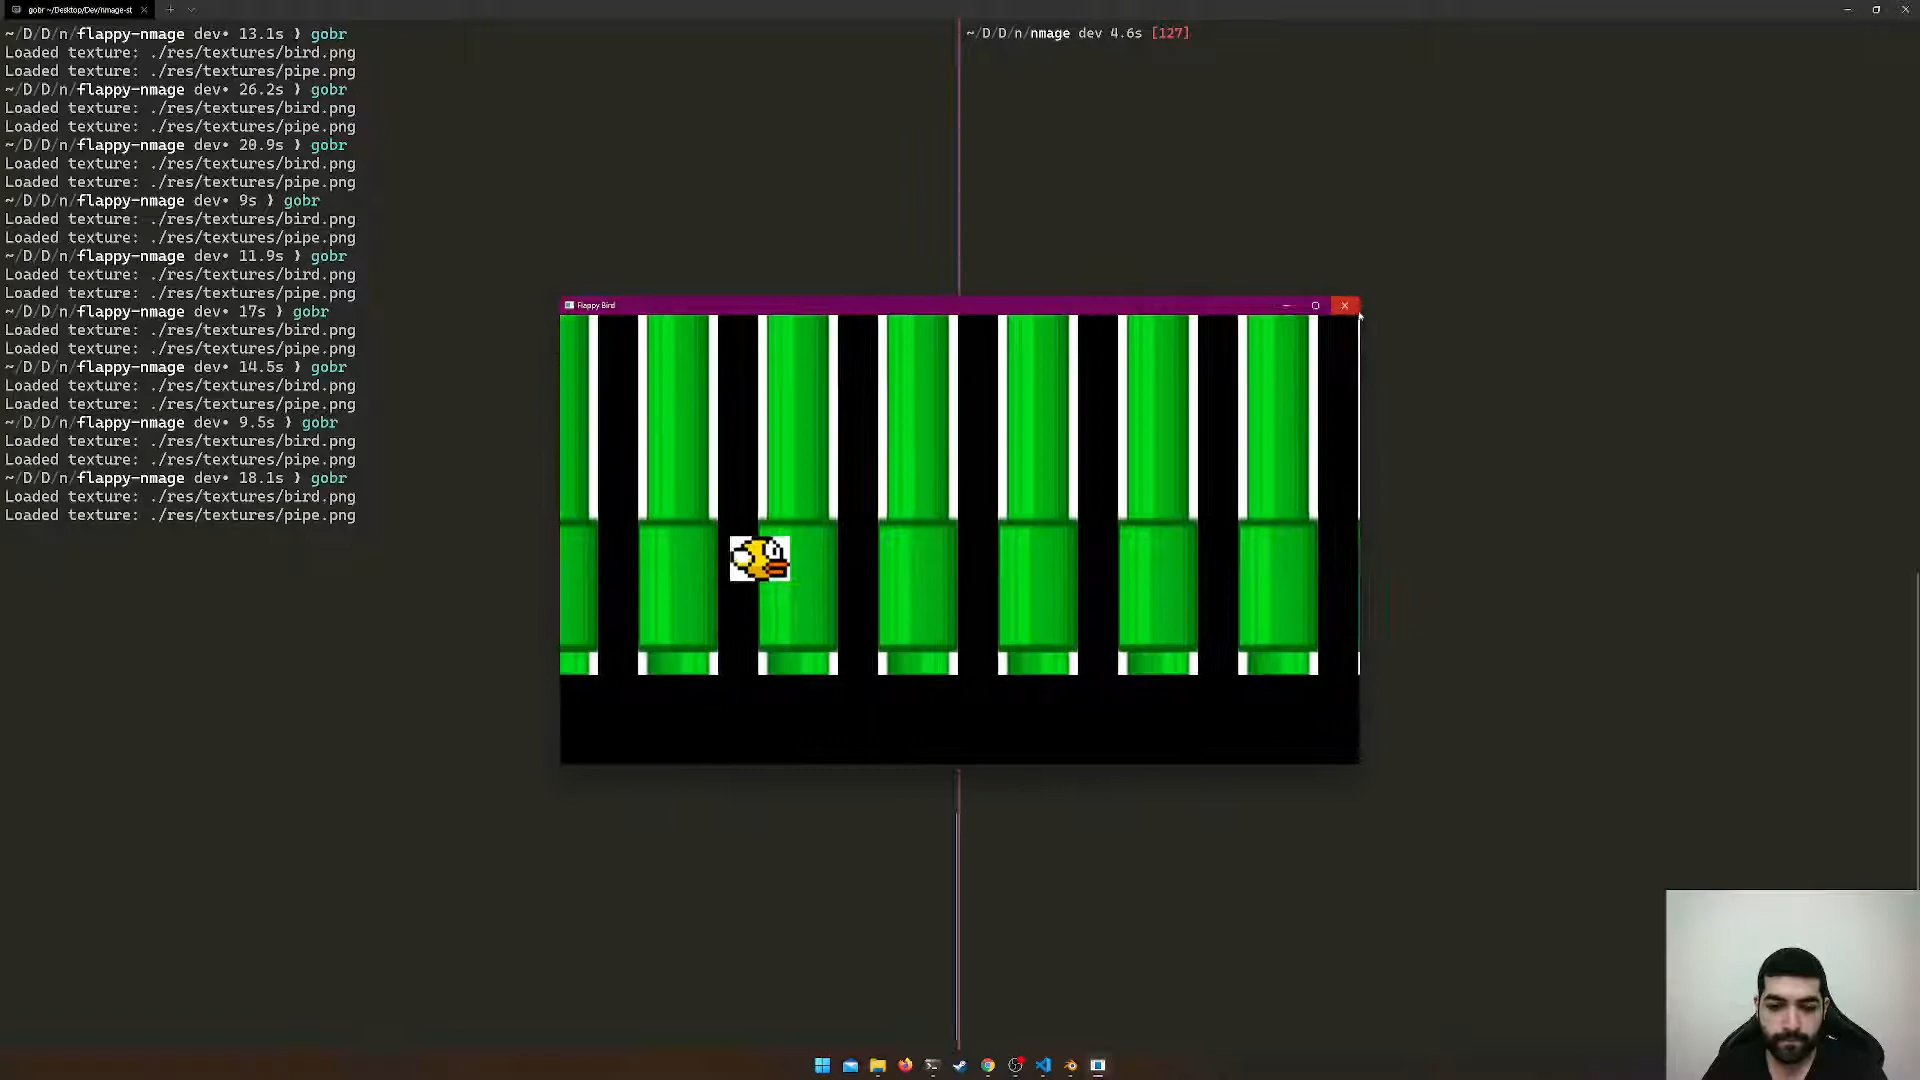 gobr ~/Desktop/Dev/nmage-st
~/D/D/n/flappy-nmage dev• 13.1s ❯ gobr
Loaded texture: ./res/textures/bird.png
Loaded texture: ./res/textures/pipe.png
~/D/D/n/flappy-nmage dev• 26.2s ❯ gobr
Loaded texture: ./res/textures/bird.png
Loaded texture: ./res/textures/pipe.png
~/D/D/n/flappy-nmage dev• 20.9s ❯ gobr
Loaded texture: ./res/textures/bird.png
Loaded texture: ./res/textures/pipe.png
~/D/D/n/flappy-nmage dev• 9s ❯ gobr
Loaded texture: ./res/textures/bird.png
Loaded texture: ./res/textures/pipe.png
~/D/D/n/flappy-nmage dev• 11.9s ❯ gobr
Loaded texture: ./res/textures/bird.png
Loaded texture: ./res/textures/pipe.png
~/D/D/n/flappy-nmage dev• 17s ❯ gobr
Loaded texture: ./res/textures/bird.png
Loaded texture: ./res/textures/pipe.png
~/D/D/n/flappy-nmage dev• 14.5s ❯ gobr
Loaded texture: ./res/textures/bird.png
Loaded texture: ./res/textures/pipe.png
~/D/D/n/flappy-nmage dev• 9.5s ❯ gobr
Loaded texture: ./res/textures/bird.png
Loaded texture: ./res/textures/pipe.png
~/D/D/n/flappy-nmage dev• 18.1s ❯ gobr
Loaded texture: ./res/textures/bird.png
Loaded texture: ./res/textures/pipe.png
~/D/D/n/nmage dev 4.6s [127]
Flappy Bird